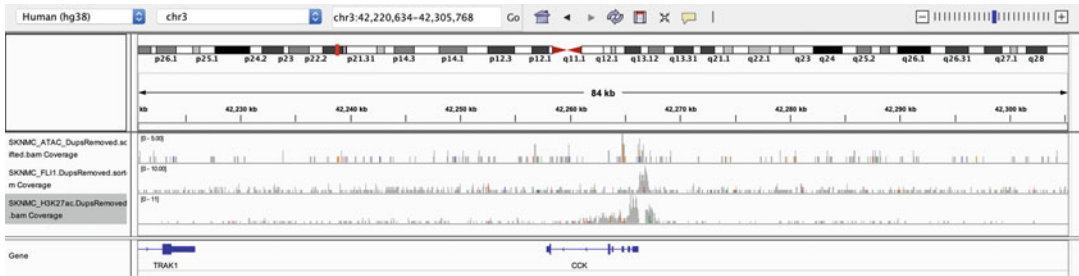 Human (hg38) chr3 chr3:42,220,634-42,305,768 Go
p26.1 p25.1 p24.2 p23 p22.2 p21.31 p14.3 p14.1 p12.3 p12.1 q11.1 q12.1 q13.12 q13.31 q21.1 q22.1 q23 q24 q25.2 q26.1 q26.31 q27.1 q28
84 kb
kb 42,230 kb 42,240 kb 42,250 kb 42,260 kb 42,270 kb 42,280 kb 42,290 kb 42,300 kb
SKNMC_ATAC_DupsRemoved.sc
ifted.bam Coverage
[0 - 5.00]
SKNMC_FLI1.DupsRemoved.sort
m Coverage
[0 - 10.00]
SKNMC_H3K27ac.DupsRemoved
.bam Coverage
[0 - 11]
Gene
TRAK1 CCK